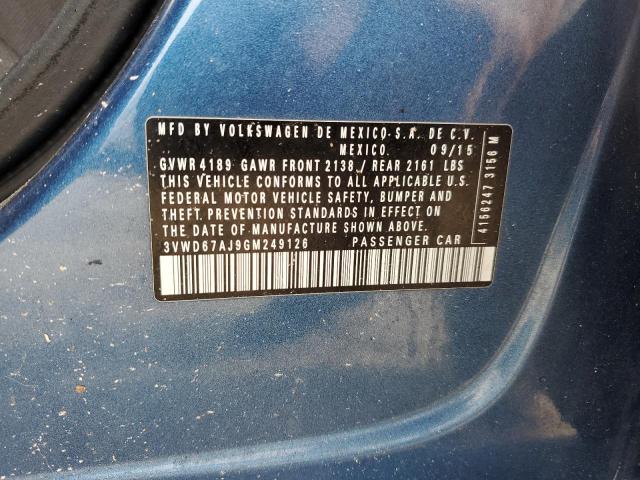 MFD BY VOLKSWAGEN DE MEXICO-S.A. DE C.V.
MEXICO. 09/15
GVWR 4189 GAWR FRONT 2138 / REAR 2161 LBS
THIS VEHICLE CONFORMS TO ALL APPLICABLE U.S.
FEDERAL MOTOR VEHICLE SAFETY, BUMPER AND
THEFT PREVENTION STANDARDS IN EFFECT ON
THE DATE OF MANUFACTURE SHOWN ABOVE.
3VWD67AJ9GM249126 PASSENGER CAR
4156247 3156 M